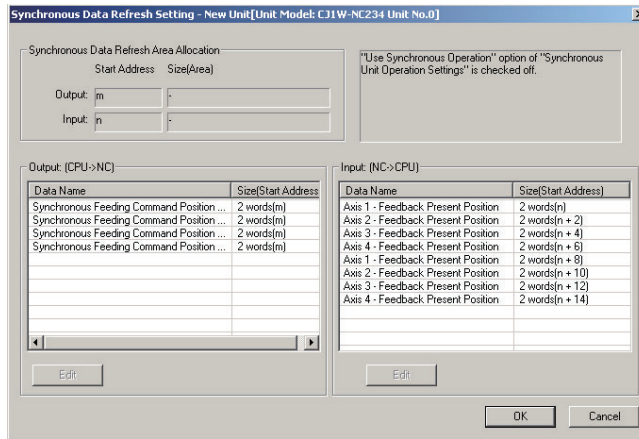 Synchronous Data Refresh Setting - New Unit[Unit Model: CJ1W-NC234 Unit No.0]
Synchronous Data Refresh Area Allocation
Start Address Size(Area)
Output: m -
Input: n -
"Use Synchronous Operation" option of "Synchronous
Unit Operation Settings" is checked off.
Output: (CPU->NC)
Data Name Size(Start Address
Synchronous Feeding Command Position ... 2 words(m)
Synchronous Feeding Command Position ... 2 words(m)
Synchronous Feeding Command Position ... 2 words(m)
Synchronous Feeding Command Position ... 2 words(m)
Edit
Input: (NC->CPU)
Data Name Size(Start Address)
Axis 1 - Feedback Present Position 2 words(n)
Axis 2 - Feedback Present Position 2 words(n + 2)
Axis 3 - Feedback Present Position 2 words(n + 4)
Axis 4 - Feedback Present Position 2 words(n + 6)
Axis 1 - Feedback Present Position 2 words(n + 8)
Axis 2 - Feedback Present Position 2 words(n + 10)
Axis 3 - Feedback Present Position 2 words(n + 12)
Axis 4 - Feedback Present Position 2 words(n + 14)
Edit
OK Cancel